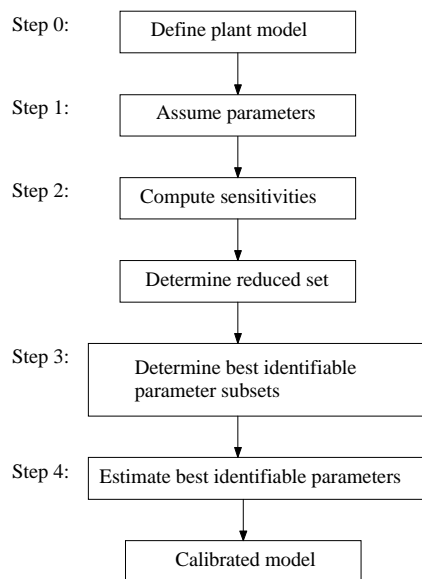 Step 0:
Define plant model
Step 1:
Assume parameters
Step 2:
Compute sensitivities
Determine reduced set
Step 3:
Determine best identifiable
parameter subsets
Step 4:
Estimate best identifiable parameters
Calibrated model